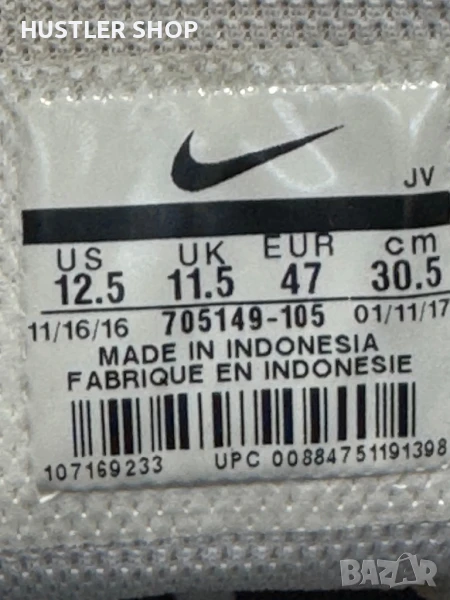 HUSTLER SHOP
JV
US UK EUR cm
12.5 11.5 47 30.5
11/16/16 705149-105 01/11/17
MADE IN INDONESIA
FABRIQUE EN INDONESIE
107169233 UPC 00884751191398
BAZAR